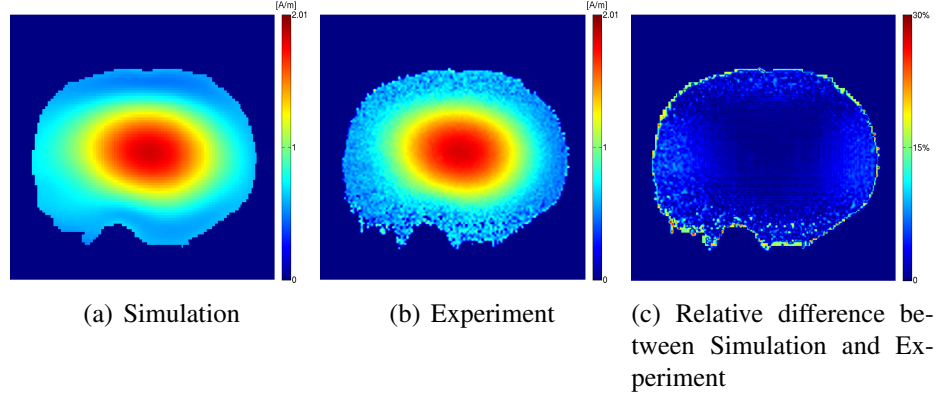 [A/m]
2.01
1
0
[A/m]
2.01
1
0
30%
15%
0
(a) Simulation
(b) Experiment
(c) Relative difference be-
tween Simulation and Ex-
periment